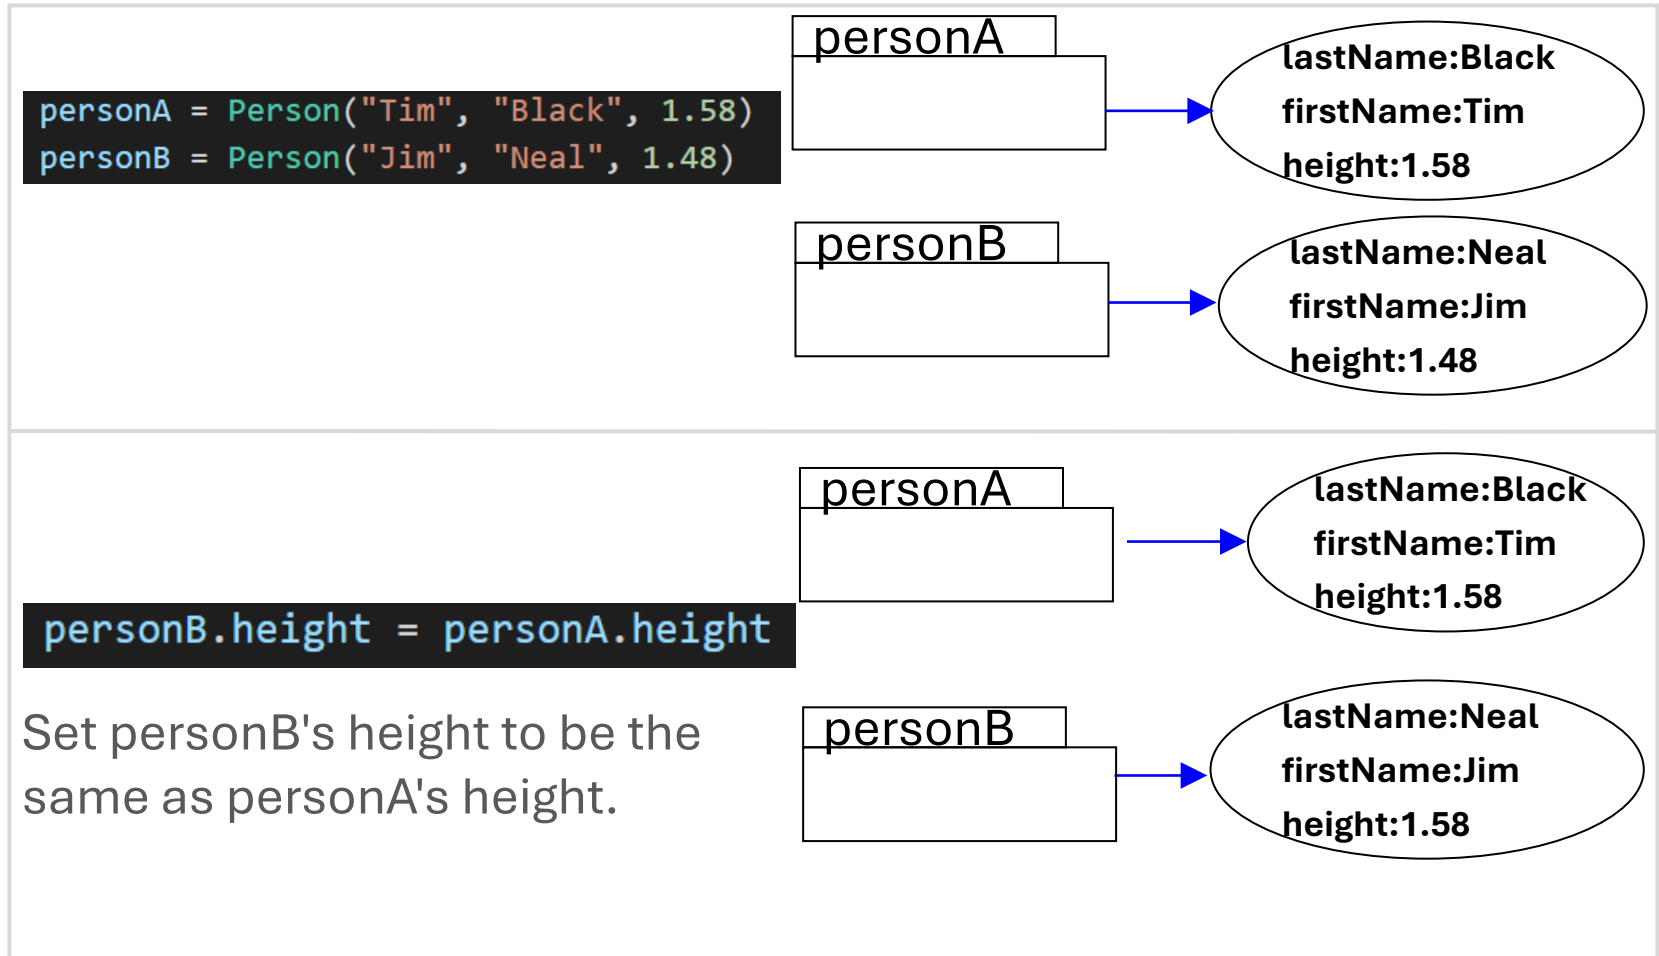 personA = Person("Tim", "Black", 1.58)
personB = Person("Jim", "Neal", 1.48)
personA
lastName:Black
firstName:Tim
height:1.58
personB
lastName:Neal
firstName:Jim
height:1.48
personB.height = personA.height
Set personB's height to be the
same as personA's height.
personA
lastName:Black
firstName:Tim
height:1.58
personB
lastName:Neal
firstName:Jim
height:1.58